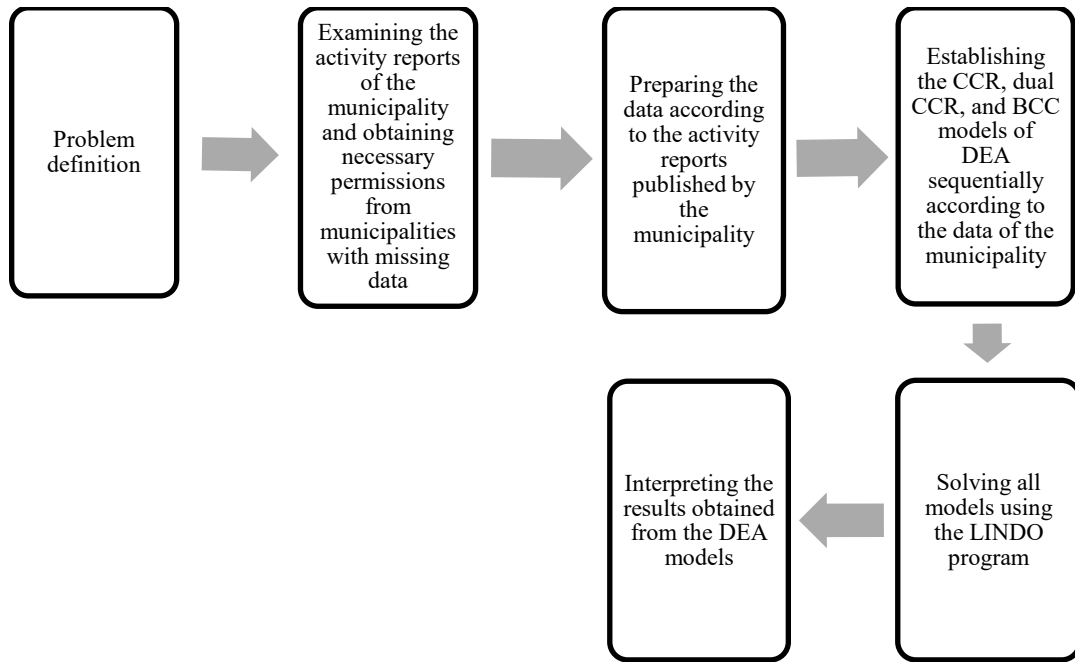 Problem
definition
Examining the
activity reports
of the
municipality
and obtaining
necessary
permissions
from
municipalities
with missing
data
Preparing the
data according
to the activity
reports
published by
the
municipality
Establishing
the CCR, dual
CCR, and BCC
models of
DEA
sequentially
according to
the data of the
municipality
Solving all
models using
the LINDO
program
Interpreting the
results obtained
from the DEA
models